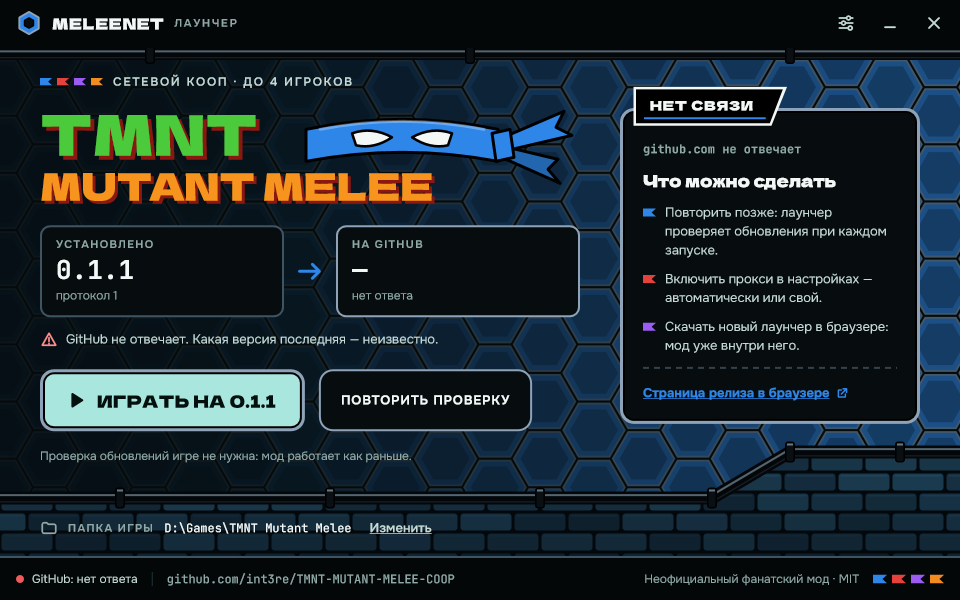 MELEENET ЛАУНЧЕР
СЕТЕВОЙ КООП · ДО 4 ИГРОКОВ
TMNT
MUTANT MELEE
УСТАНОВЛЕНО
0.1.1
протокол 1
НА GITHUB
—
нет ответа
GitHub не отвечает. Какая версия последняя — неизвестно.
ИГРАТЬ НА 0.1.1
ПОВТОРИТЬ ПРОВЕРКУ
Проверка обновлений игре не нужна: мод работает как раньше.
НЕТ СВЯЗИ
github.com не отвечает
Что можно сделать
Повторить позже: лаунчер
проверяет обновления при каждом
запуске.
Включить прокси в настройках —
автоматически или свой.
Скачать новый лаунчер в браузере:
мод уже внутри него.
Страница релиза в браузере
ПАПКА ИГРЫ D:\Games\TMNT Mutant Melee Изменить
GitHub: нет ответа github.com/int3re/TMNT-MUTANT-MELEE-COOP Неофициальный фанатский мод · MIT